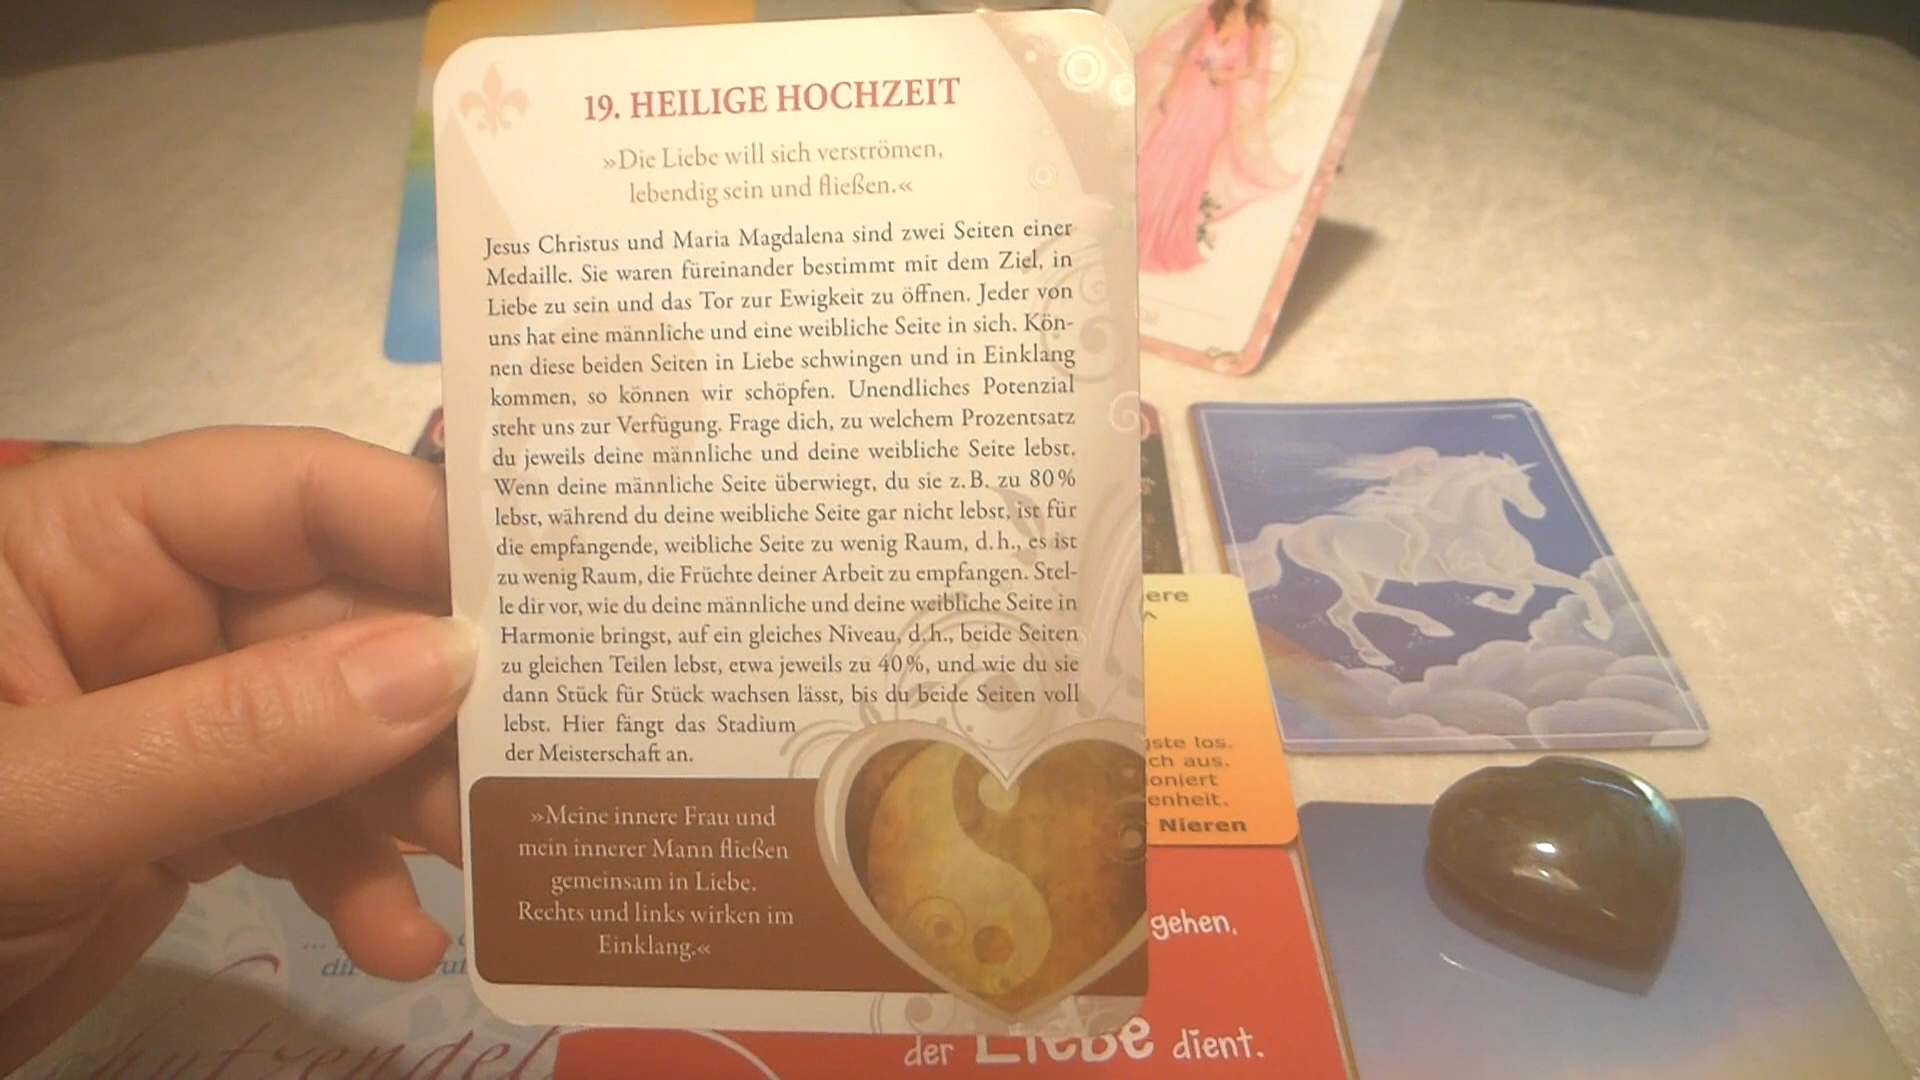 19. HEILIGE HOCHZEIT
»Die Liebe will sich verströmen,
lebendig sein und fließen.«
Jesus Christus und Maria Magdalena sind zwei Seiten einer
Medaille. Sie waren füreinander bestimmt mit dem Ziel, in
Liebe zu sein und das Tor zur Ewigkeit zu öffnen. Jeder von
uns hat eine männliche und eine weibliche Seite in sich. Kön-
nen diese beiden Seiten in Liebe schwingen und in Einklang
kommen, so können wir schöpfen. Unendliches Potenzial
steht uns zur Verfügung. Frage dich, zu welchem Prozentsatz
du jeweils deine männliche und deine weibliche Seite lebst.
Wenn deine männliche Seite überwiegt, du sie z. B. zu 80 %
lebst, während du deine weibliche Seite gar nicht lebst, ist für
die empfangende, weibliche Seite zu wenig Raum, d. h., es ist
zu wenig Raum, die Früchte deiner Arbeit zu empfangen. Stel-
le dir vor, wie du deine männliche und deine weibliche Seite in
Harmonie bringst, auf ein gleiches Niveau, d. h., beide Seiten
zu gleichen Teilen lebst, etwa jeweils zu 40 %, und wie du sie
dann Stück für Stück wachsen lässt, bis du beide Seiten voll
lebst. Hier fängt das Stadium
der Meisterschaft an.
»Meine innere Frau und
mein innerer Mann fließen
gemeinsam in Liebe.
Rechts und links wirken im
Einklang.«
ere
ste los.
ch aus.
oniert
enheit.
Nieren
gehen,
der Liebe dient.